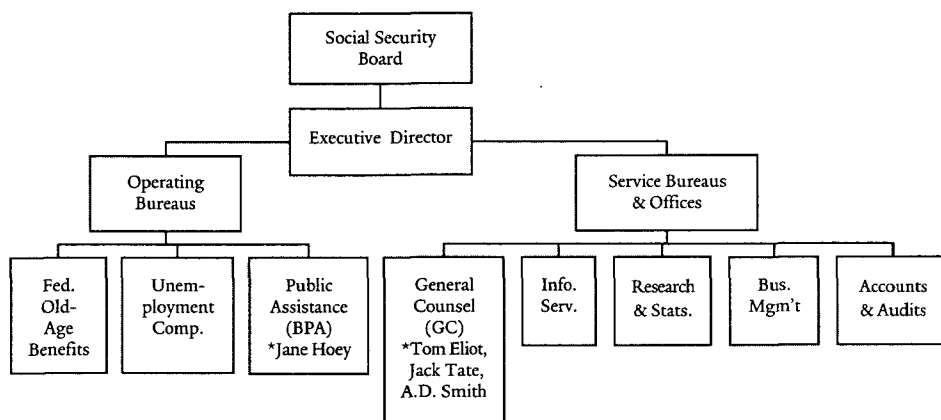 Social Security
Board
Executive Director
Operating
Bureaus
Service Bureaus
& Offices
Fed.
Old-
Age
Benefits
Unem-
ployment
Comp.
Public
Assistance
(BPA)
*Jane Hoey
General
Counsel
(GC)
*Tom Eliot,
Jack Tate,
A.D. Smith
Info.
Serv.
Research
& Stats.
Bus.
Mgm't
Accounts
& Audits